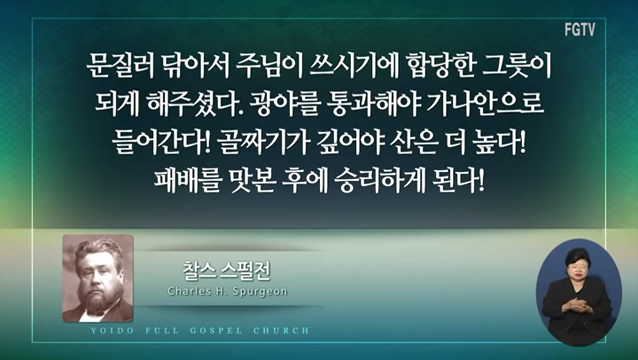 FGTV
문질러 닦아서 주님이 쓰시기에 합당한 그릇이
되게 해주셨다. 광야를 통과해야 가나안으로
들어간다! 골짜기가 깊어야 산은 더 높다!
패배를 맛본 후에 승리하게 된다!
찰스 스펄전
Charles H. Spurgeon
YOIDO FULL GOSPEL CHURCH